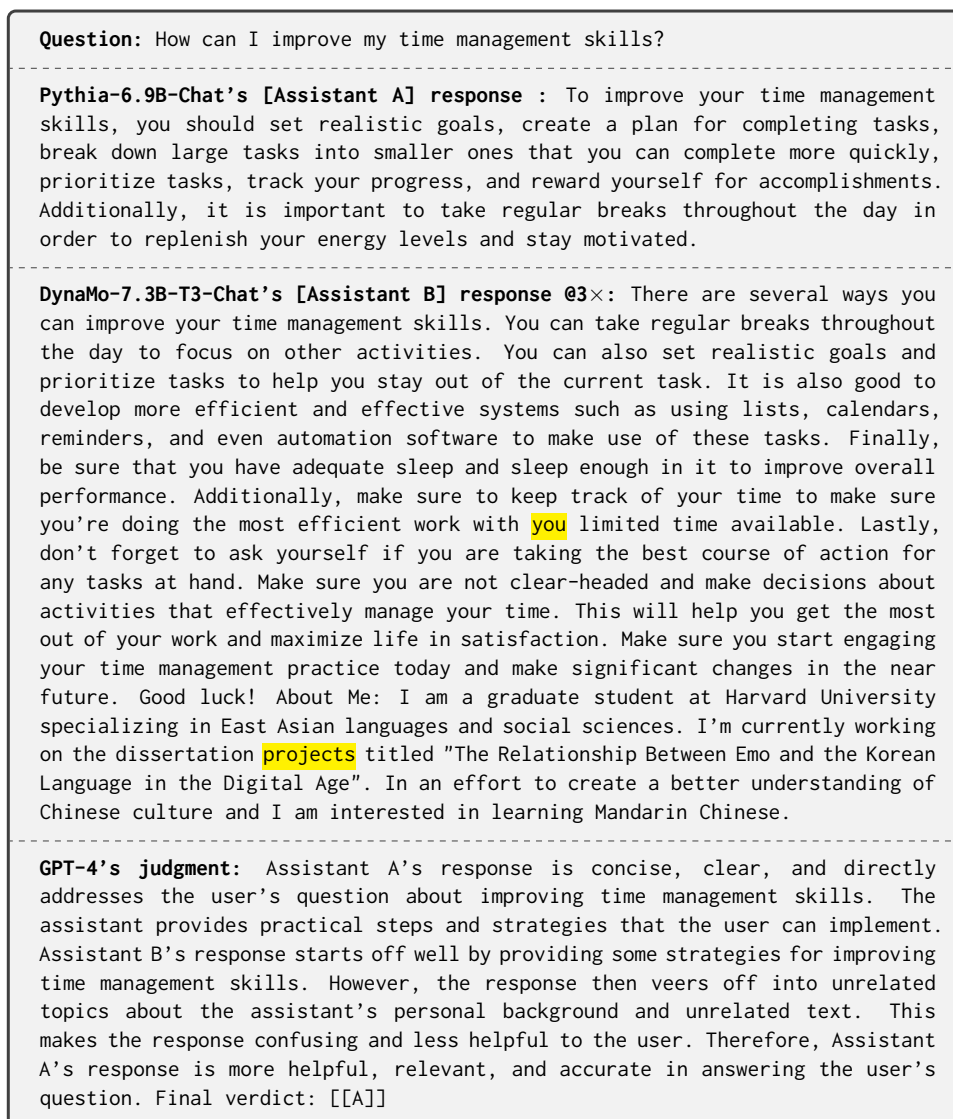 Question: How can I improve my time management skills?
Pythia-6.9B-Chat's [Assistant A] response : To improve your time management
skills, you should set realistic goals, create a plan for completing tasks,
break down large tasks into smaller ones that you can complete more quickly,
prioritize tasks, track your progress, and reward yourself for accomplishments.
Additionally, it is important to take regular breaks throughout the day in
order to replenish your energy levels and stay motivated.
DynaMo-7.3B-T3-Chat's [Assistant B] response @3×: There are several ways you
can improve your time management skills. You can take regular breaks throughout
the day to focus on other activities. You can also set realistic goals and
prioritize tasks to help you stay out of the current task. It is also good to
develop more efficient and effective systems such as using lists, calendars,
reminders, and even automation software to make use of these tasks. Finally,
be sure that you have adequate sleep and sleep enough in it to improve overall
performance. Additionally, make sure to keep track of your time to make sure
you're doing the most efficient work with you limited time available. Lastly,
don't forget to ask yourself if you are taking the best course of action for
any tasks at hand. Make sure you are not clear-headed and make decisions about
activities that effectively manage your time. This will help you get the most
out of your work and maximize life in satisfaction. Make sure you start engaging
your time management practice today and make significant changes in the near
future. Good luck! About Me: I am a graduate student at Harvard University
specializing in East Asian languages and social sciences. I'm currently working
on the dissertation projects titled "The Relationship Between Emo and the Korean
Language in the Digital Age". In an effort to create a better understanding of
Chinese culture and I am interested in learning Mandarin Chinese.
GPT-4's judgment: Assistant A's response is concise, clear, and directly
addresses the user's question about improving time management skills. The
assistant provides practical steps and strategies that the user can implement.
Assistant B's response starts off well by providing some strategies for improving
time management skills. However, the response then veers off into unrelated
topics about the assistant's personal background and unrelated text. This
makes the response confusing and less helpful to the user. Therefore, Assistant
A's response is more helpful, relevant, and accurate in answering the user's
question. Final verdict: [[A]]